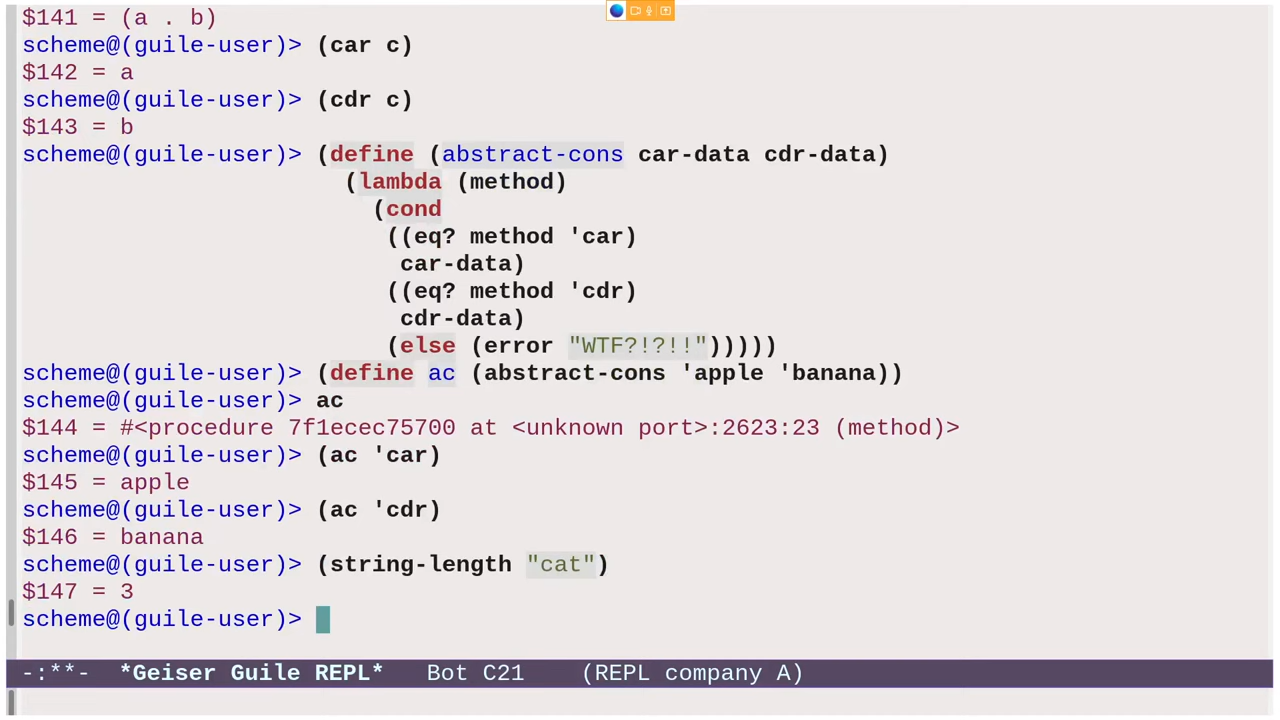 $141 = (a . b)
scheme@(guile-user)> (car c)
$142 = a
scheme@(guile-user)> (cdr c)
$143 = b
scheme@(guile-user)> (define (abstract-cons car-data cdr-data)
(lambda (method)
(cond
((eq? method 'car)
car-data)
((eq? method 'cdr)
cdr-data)
(else (error "WTF?!?!!")))))
scheme@(guile-user)> (define ac (abstract-cons 'apple 'banana))
scheme@(guile-user)> ac
$144 = #<procedure 7f1ecec75700 at <unknown port>:2623:23 (method)>
scheme@(guile-user)> (ac 'car)
$145 = apple
scheme@(guile-user)> (ac 'cdr)
$146 = banana
scheme@(guile-user)> (string-length "cat")
$147 = 3
scheme@(guile-user)>
-:**-  *Geiser Guile REPL*   Bot C21    (REPL company A)